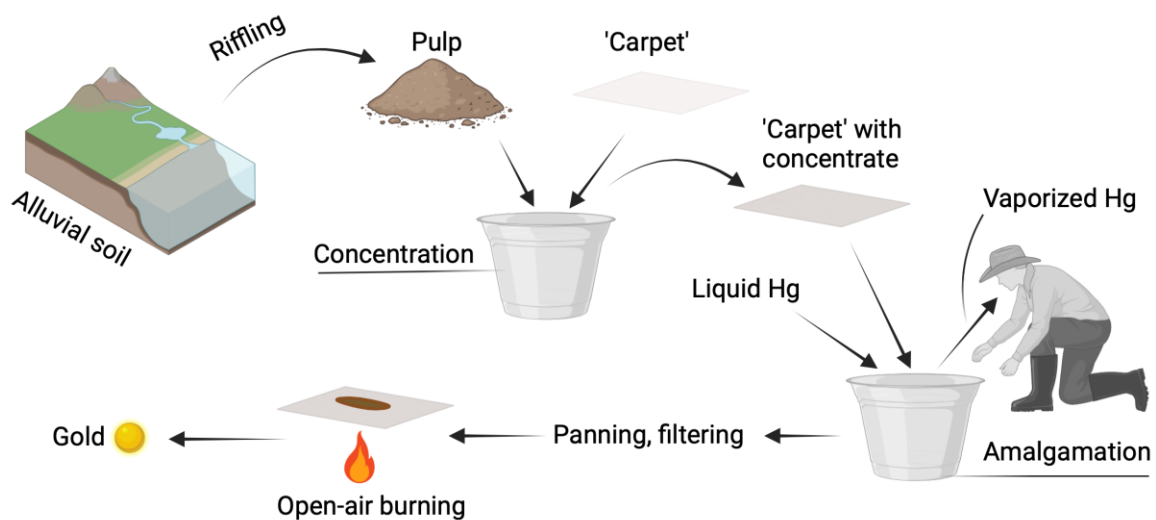 Riffling
Pulp
'Carpet'
'Carpet' with
concentrate
Alluvial soil
Vaporized Hg
Concentration
Liquid Hg
Gold
Panning, filtering
Amalgamation
Open-air burning